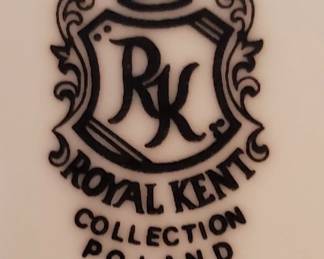 RK
ROYAL KENT
COLLECTION
POLAND